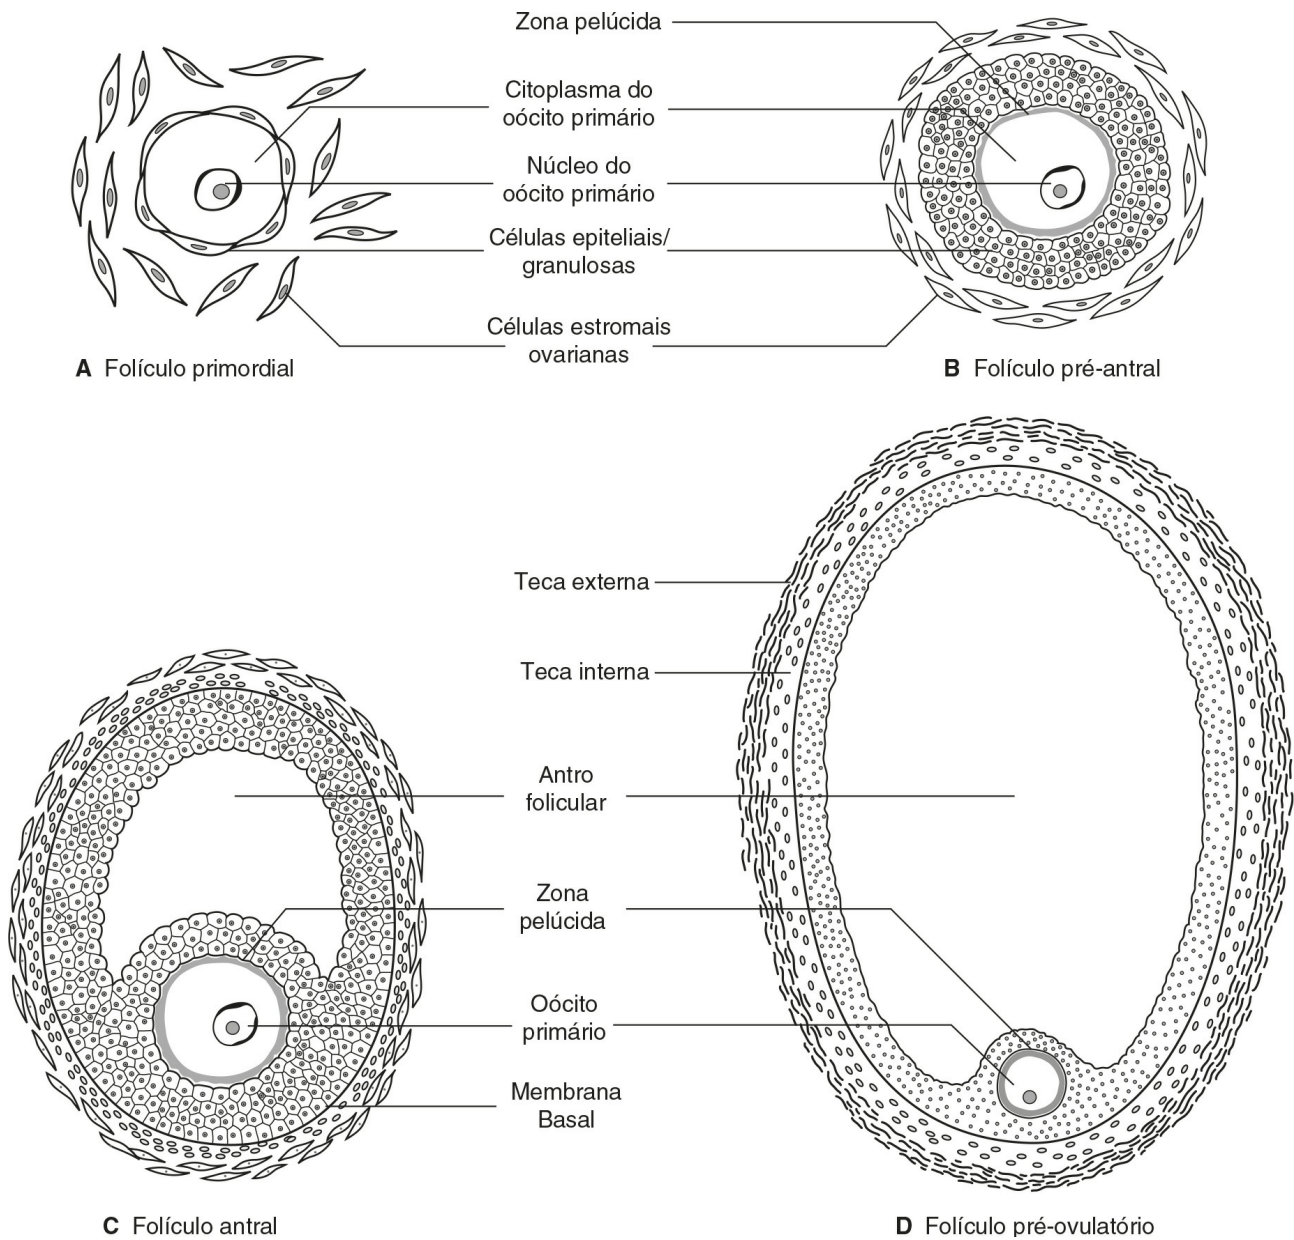 Zona pelúcida
Citoplasma do
oócito primário
Núcleo do
oócito primário
Células epiteliais/
granulosas
Células estromais
ovarianas
A Folículo primordial
B Folículo pré-antral
Teca externa
Teca interna
Antro
folicular
Zona
pelúcida
Oócito
primário
Membrana
Basal
C Folículo antral
D Folículo pré-ovulatório